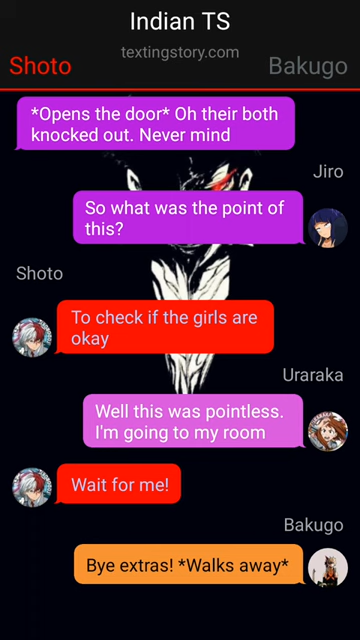 Indian TS
textingstory.com
Shoto
Bakugo
*Opens the door* Oh their both
knocked out. Never mind
Jiro
So what was the point of
this?
Shoto
To check if the girls are
okay
Uraraka
Well this was pointless.
I'm going to my room
Wait for me!
Bakugo
Bye extras! *Walks away*